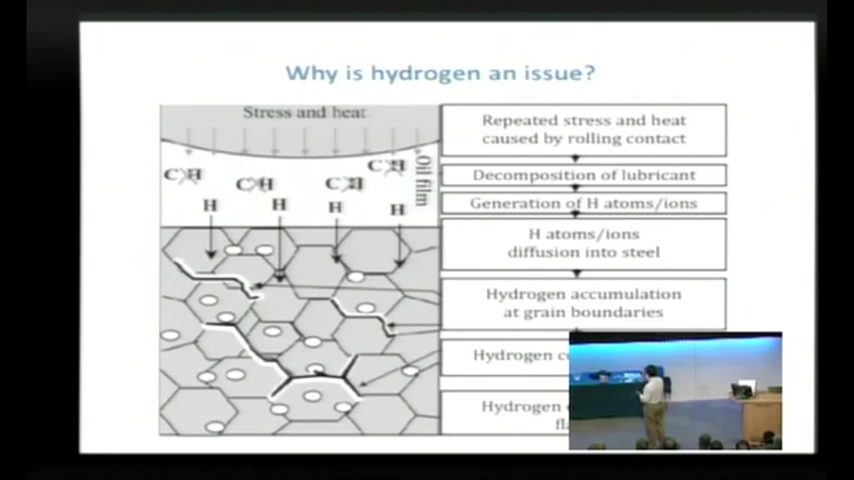 Why is hydrogen an issue?
Stress and heat
C H
C H
C H
C H
Oil film
H
H
H
H
Repeated stress and heat
caused by rolling contact
Decomposition of lubricant
Generation of H atoms/ions
H atoms/ions
diffusion into steel
Hydrogen accumulation
at grain boundaries
Hydrogen
Hydrogen